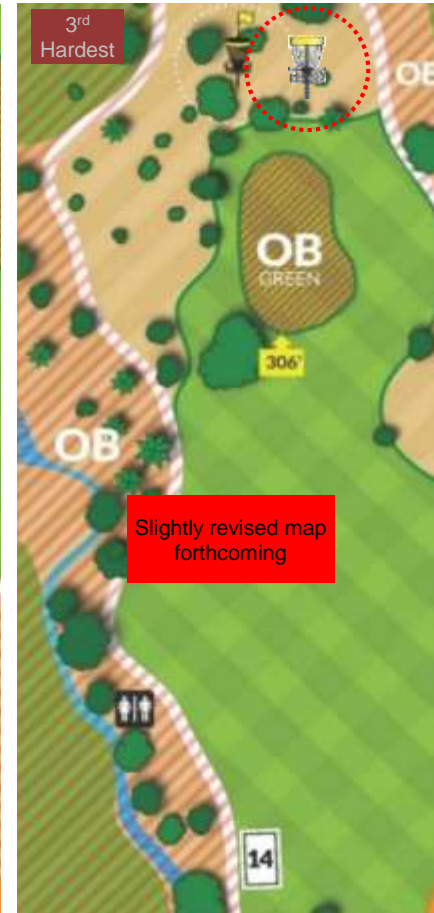 3rd
Hardest
OB
OB
GREEN
306'
OB
Slightly revised map
forthcoming
14